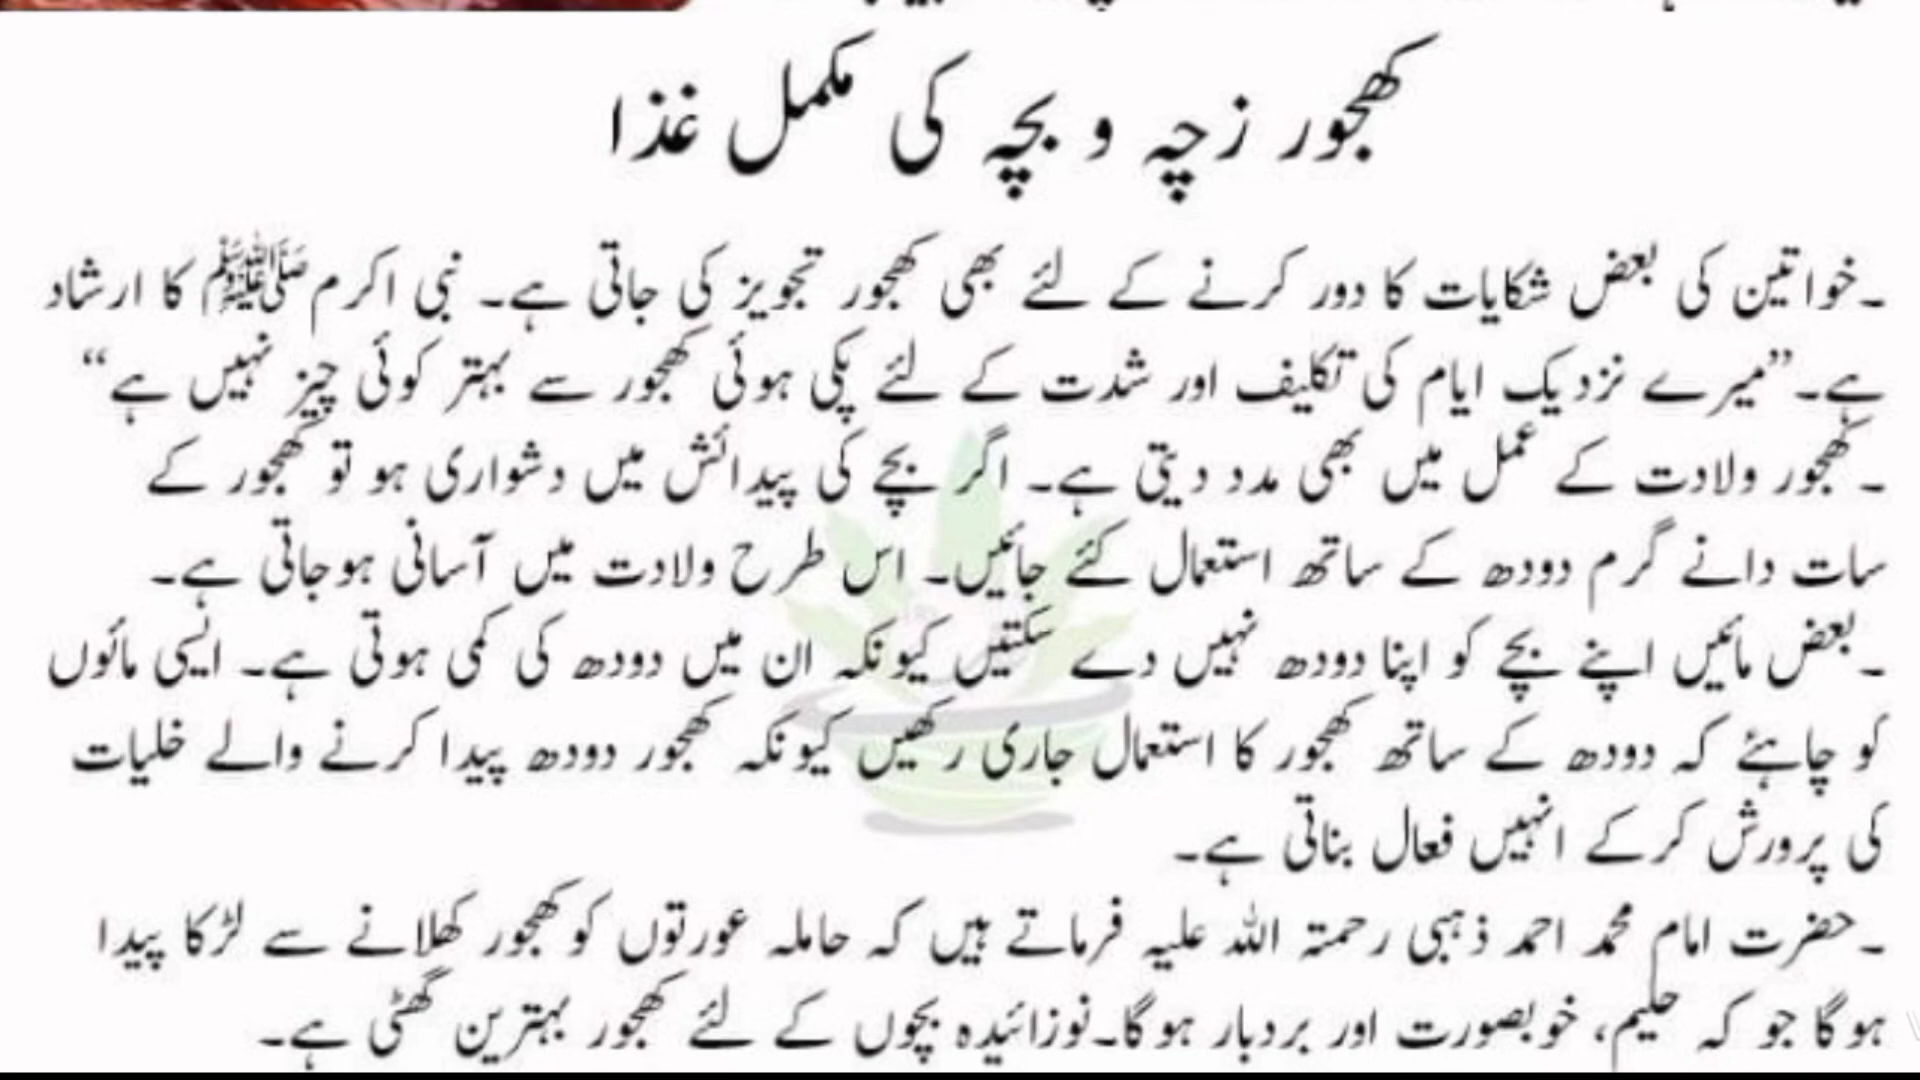 کھجور زچہ و بچہ کی مکمل غذا
۔خواتین کی بعض شکایات کا دور کرنے کے لئے بھی کھجور تجویز کی جاتی ہے۔ نبی اکرمﷺ کا ارشاد
ہے۔”میرے نزدیک ایام کی تکلیف اور شدت کے لئے پکی ہوئی کھجور سے بہتر کوئی چیز نہیں ہے“
۔کھجور ولادت کے عمل میں بھی مدد دیتی ہے۔ اگر بچے کی پیدائش میں دشواری ہو تو کھجور کے
سات دانے گرم دودھ کے ساتھ استعمال کئے جائیں۔ اس طرح ولادت میں آسانی ہوجاتی ہے۔
۔بعض مائیں اپنے بچے کو اپنا دودھ نہیں دے سکتیں کیونکہ ان میں دودھ کی کمی ہوتی ہے۔ ایسی مائوں
کو چاہئے کہ دودھ کے ساتھ کھجور کا استعمال جاری رکھیں کیونکہ کھجور دودھ پیدا کرنے والے خلیات
کی پرورش کرکے انہیں فعال بناتی ہے۔
۔حضرت امام محمد احمد ذہبی رحمتہ اللہ علیہ فرماتے ہیں کہ حاملہ عورتوں کو کھجور کھلانے سے لڑکا پیدا
ہوگا جو کہ حلیم، خوبصورت اور بردبار ہوگا۔نوزائیدہ بچوں کے لئے کھجور بہترین گھٹی ہے۔